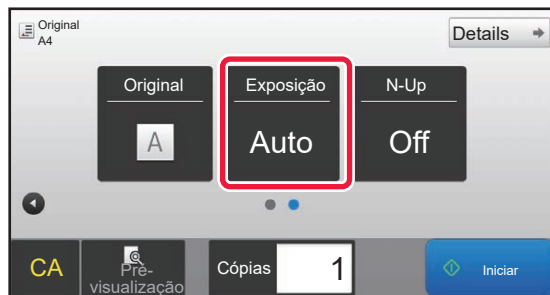 Original
A4
Details
Original
Exposição
N-Up
A
Auto
Off
CA
Pré-
visualização
Cópias
1
Iniciar